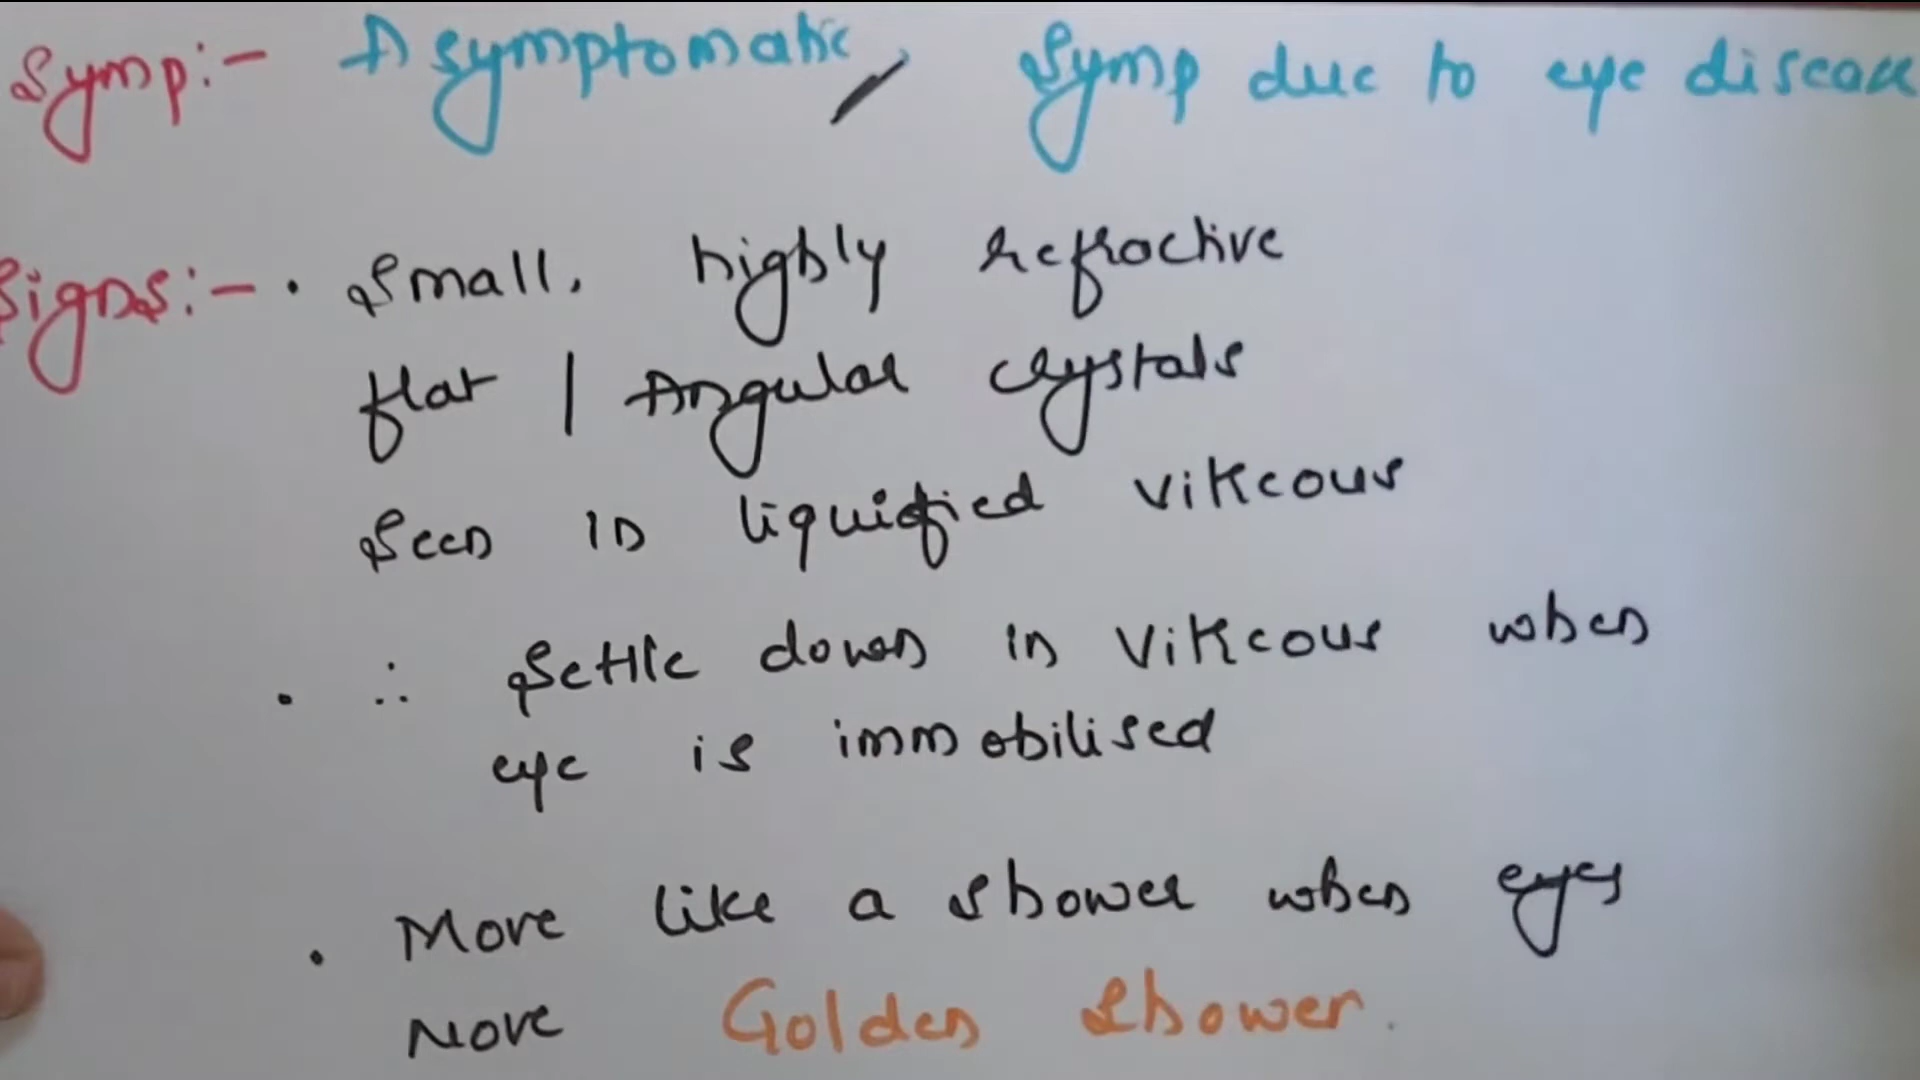 Symp:- Asymptomatic, Symp due to eye disease
Signs:- • Small, highly refractive
flat / Angular crystals
Seen in liquified vitreous
• ∴ Settle down in vitreous when
eye is immobilised
• Move like a shower when eyes
move Golden Shower.